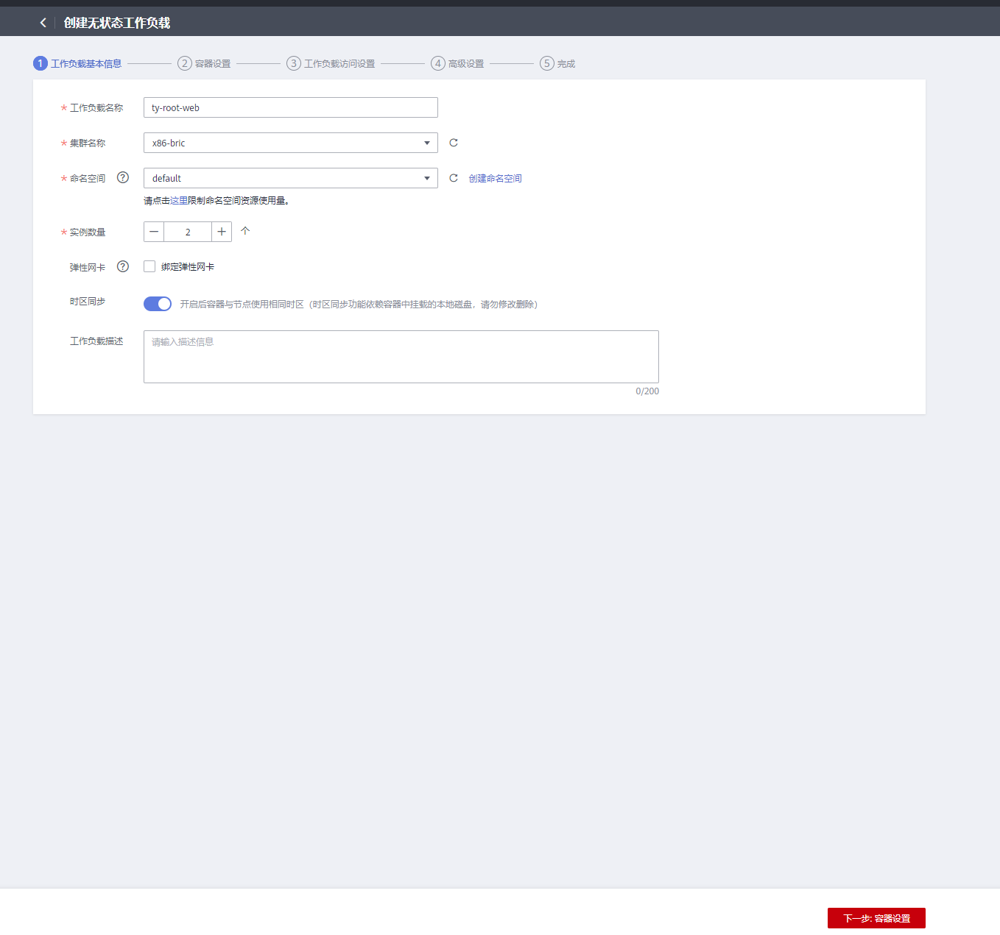 创建无状态工作负载
1 工作负载基本信息 2 容器设置 3 工作负载访问设置 4 高级设置 5 完成
* 工作负载名称 ty-root-web
* 集群名称 x86-bric
* 命名空间 ? default 创建命名空间
请点击这里限制命名空间资源使用量。
* 实例数量 − 2 + 个
弹性网卡 ? 绑定弹性网卡
时区同步 开启后容器与节点使用相同时区（时区同步功能依赖容器中挂载的本地磁盘，请勿修改删除）
工作负载描述 请输入描述信息
0/200
下一步: 容器设置